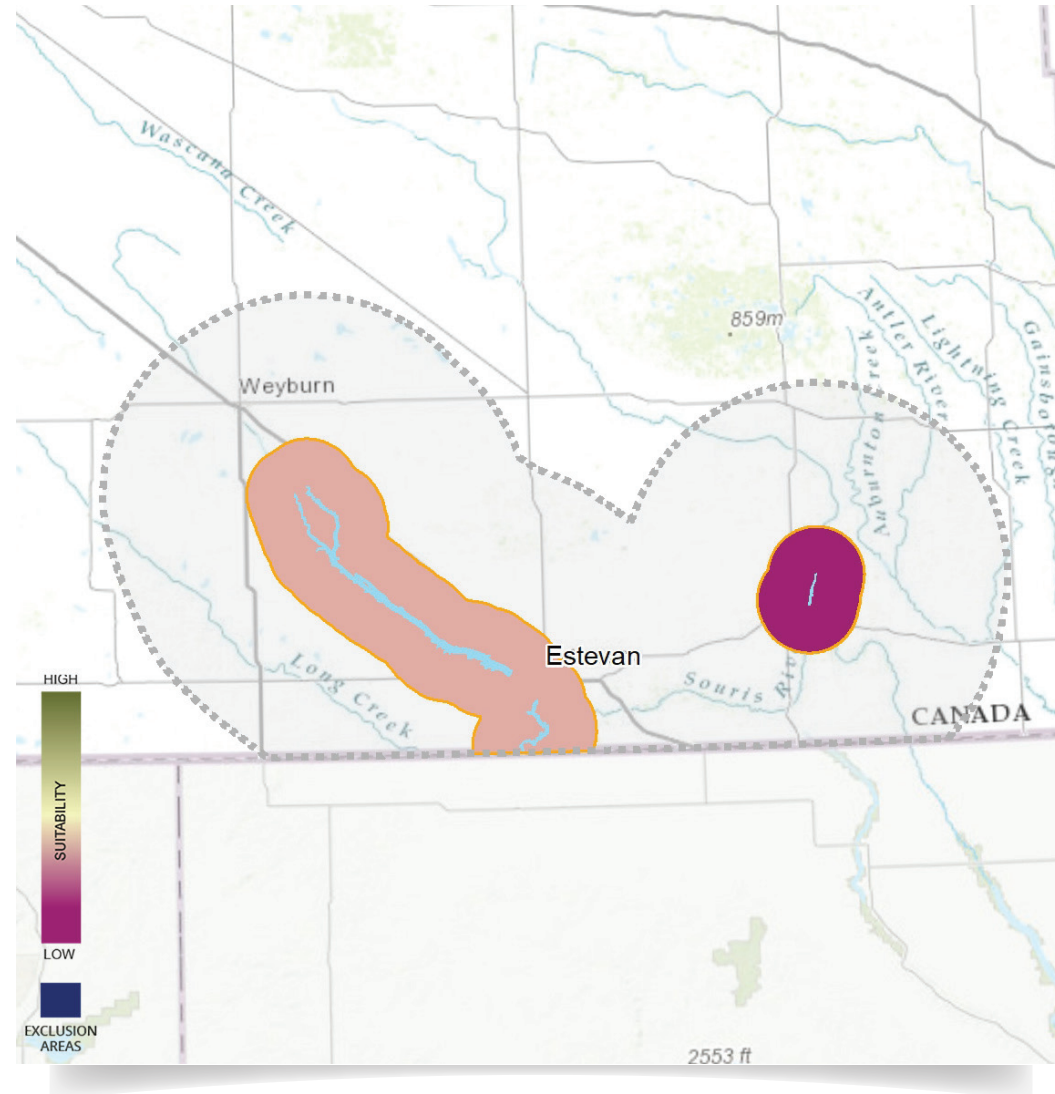 Wascana Creek
859m
Antler River
Lightning Creek
Gainsborough
Auburnton Creek
Weyburn
Estevan
Long Creek
Souris River
CANADA
HIGH
SUITABILITY
LOW
EXCLUSION
AREAS
2553 ft